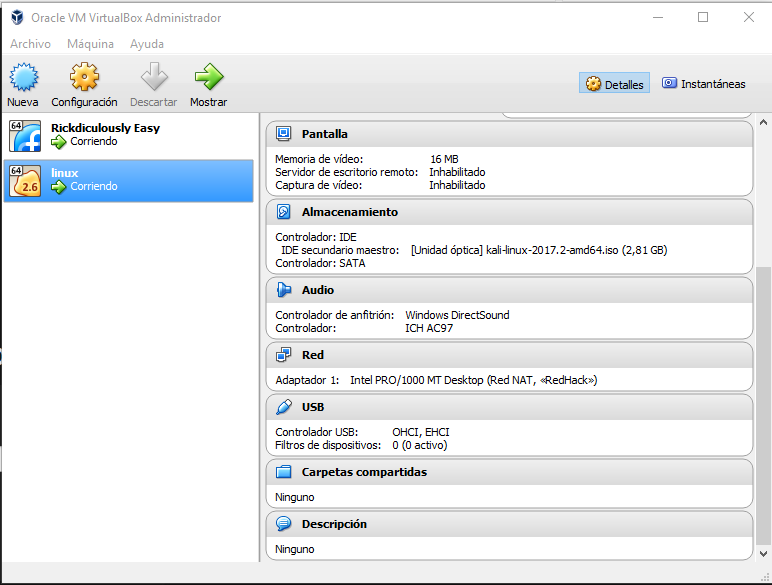 Oracle VM VirtualBox Administrador
Archivo Máquina Ayuda
Nueva Configuración Descartar Mostrar
Detalles Instantáneas
64 Rickdiculously Easy
Corriendo
64 linux
2.6 Corriendo
Pantalla
Memoria de vídeo: 16 MB
Servidor de escritorio remoto: Inhabilitado
Captura de vídeo: Inhabilitado
Almacenamiento
Controlador: IDE
IDE secundario maestro: [Unidad óptica] kali-linux-2017.2-amd64.iso (2,81 GB)
Controlador: SATA
Audio
Controlador de anfitrión: Windows DirectSound
Controlador: ICH AC97
Red
Adaptador 1: Intel PRO/1000 MT Desktop (Red NAT, «RedHack»)
USB
Controlador USB: OHCI, EHCI
Filtros de dispositivos: 0 (0 activo)
Carpetas compartidas
Ninguno
Descripción
Ninguno